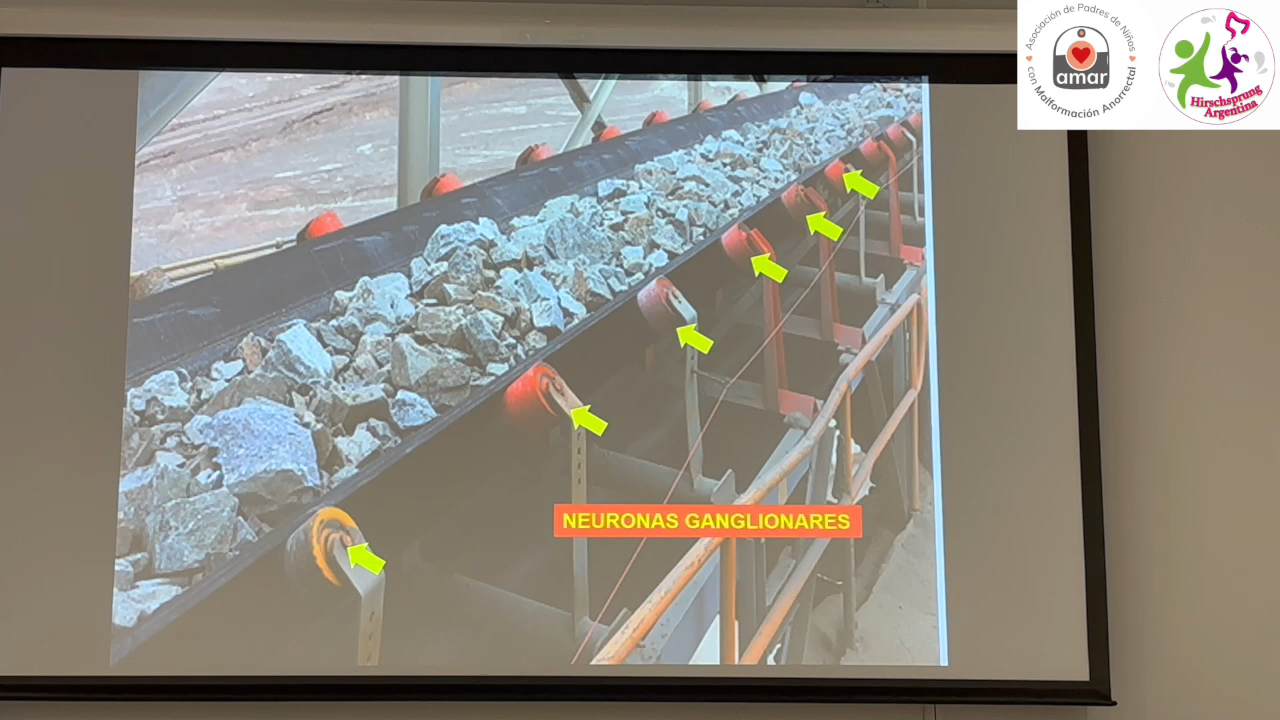 Asociación de Padres de Niños
con Malformación Anorrectal
amar
Hirschsprung
Argentina
NEURONAS GANGLIONARES